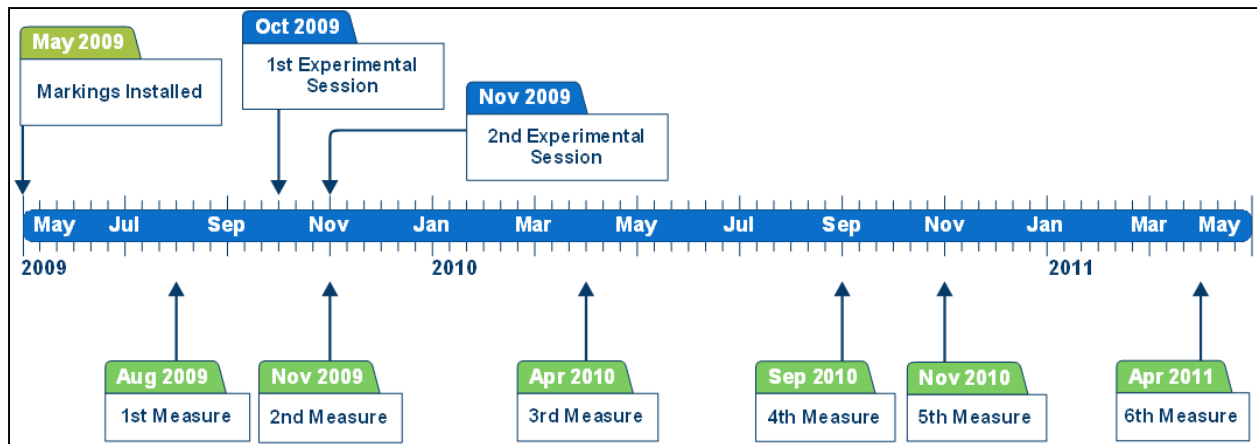 May 2009
Markings Installed
Oct 2009
1st Experimental
Session
Nov 2009
2nd Experimental
Session
May Jul Sep Nov Jan Mar May Jul Sep Nov Jan Mar May
2009 2010 2011
Aug 2009
1st Measure
Nov 2009
2nd Measure
Apr 2010
3rd Measure
Sep 2010
4th Measure
Nov 2010
5th Measure
Apr 2011
6th Measure